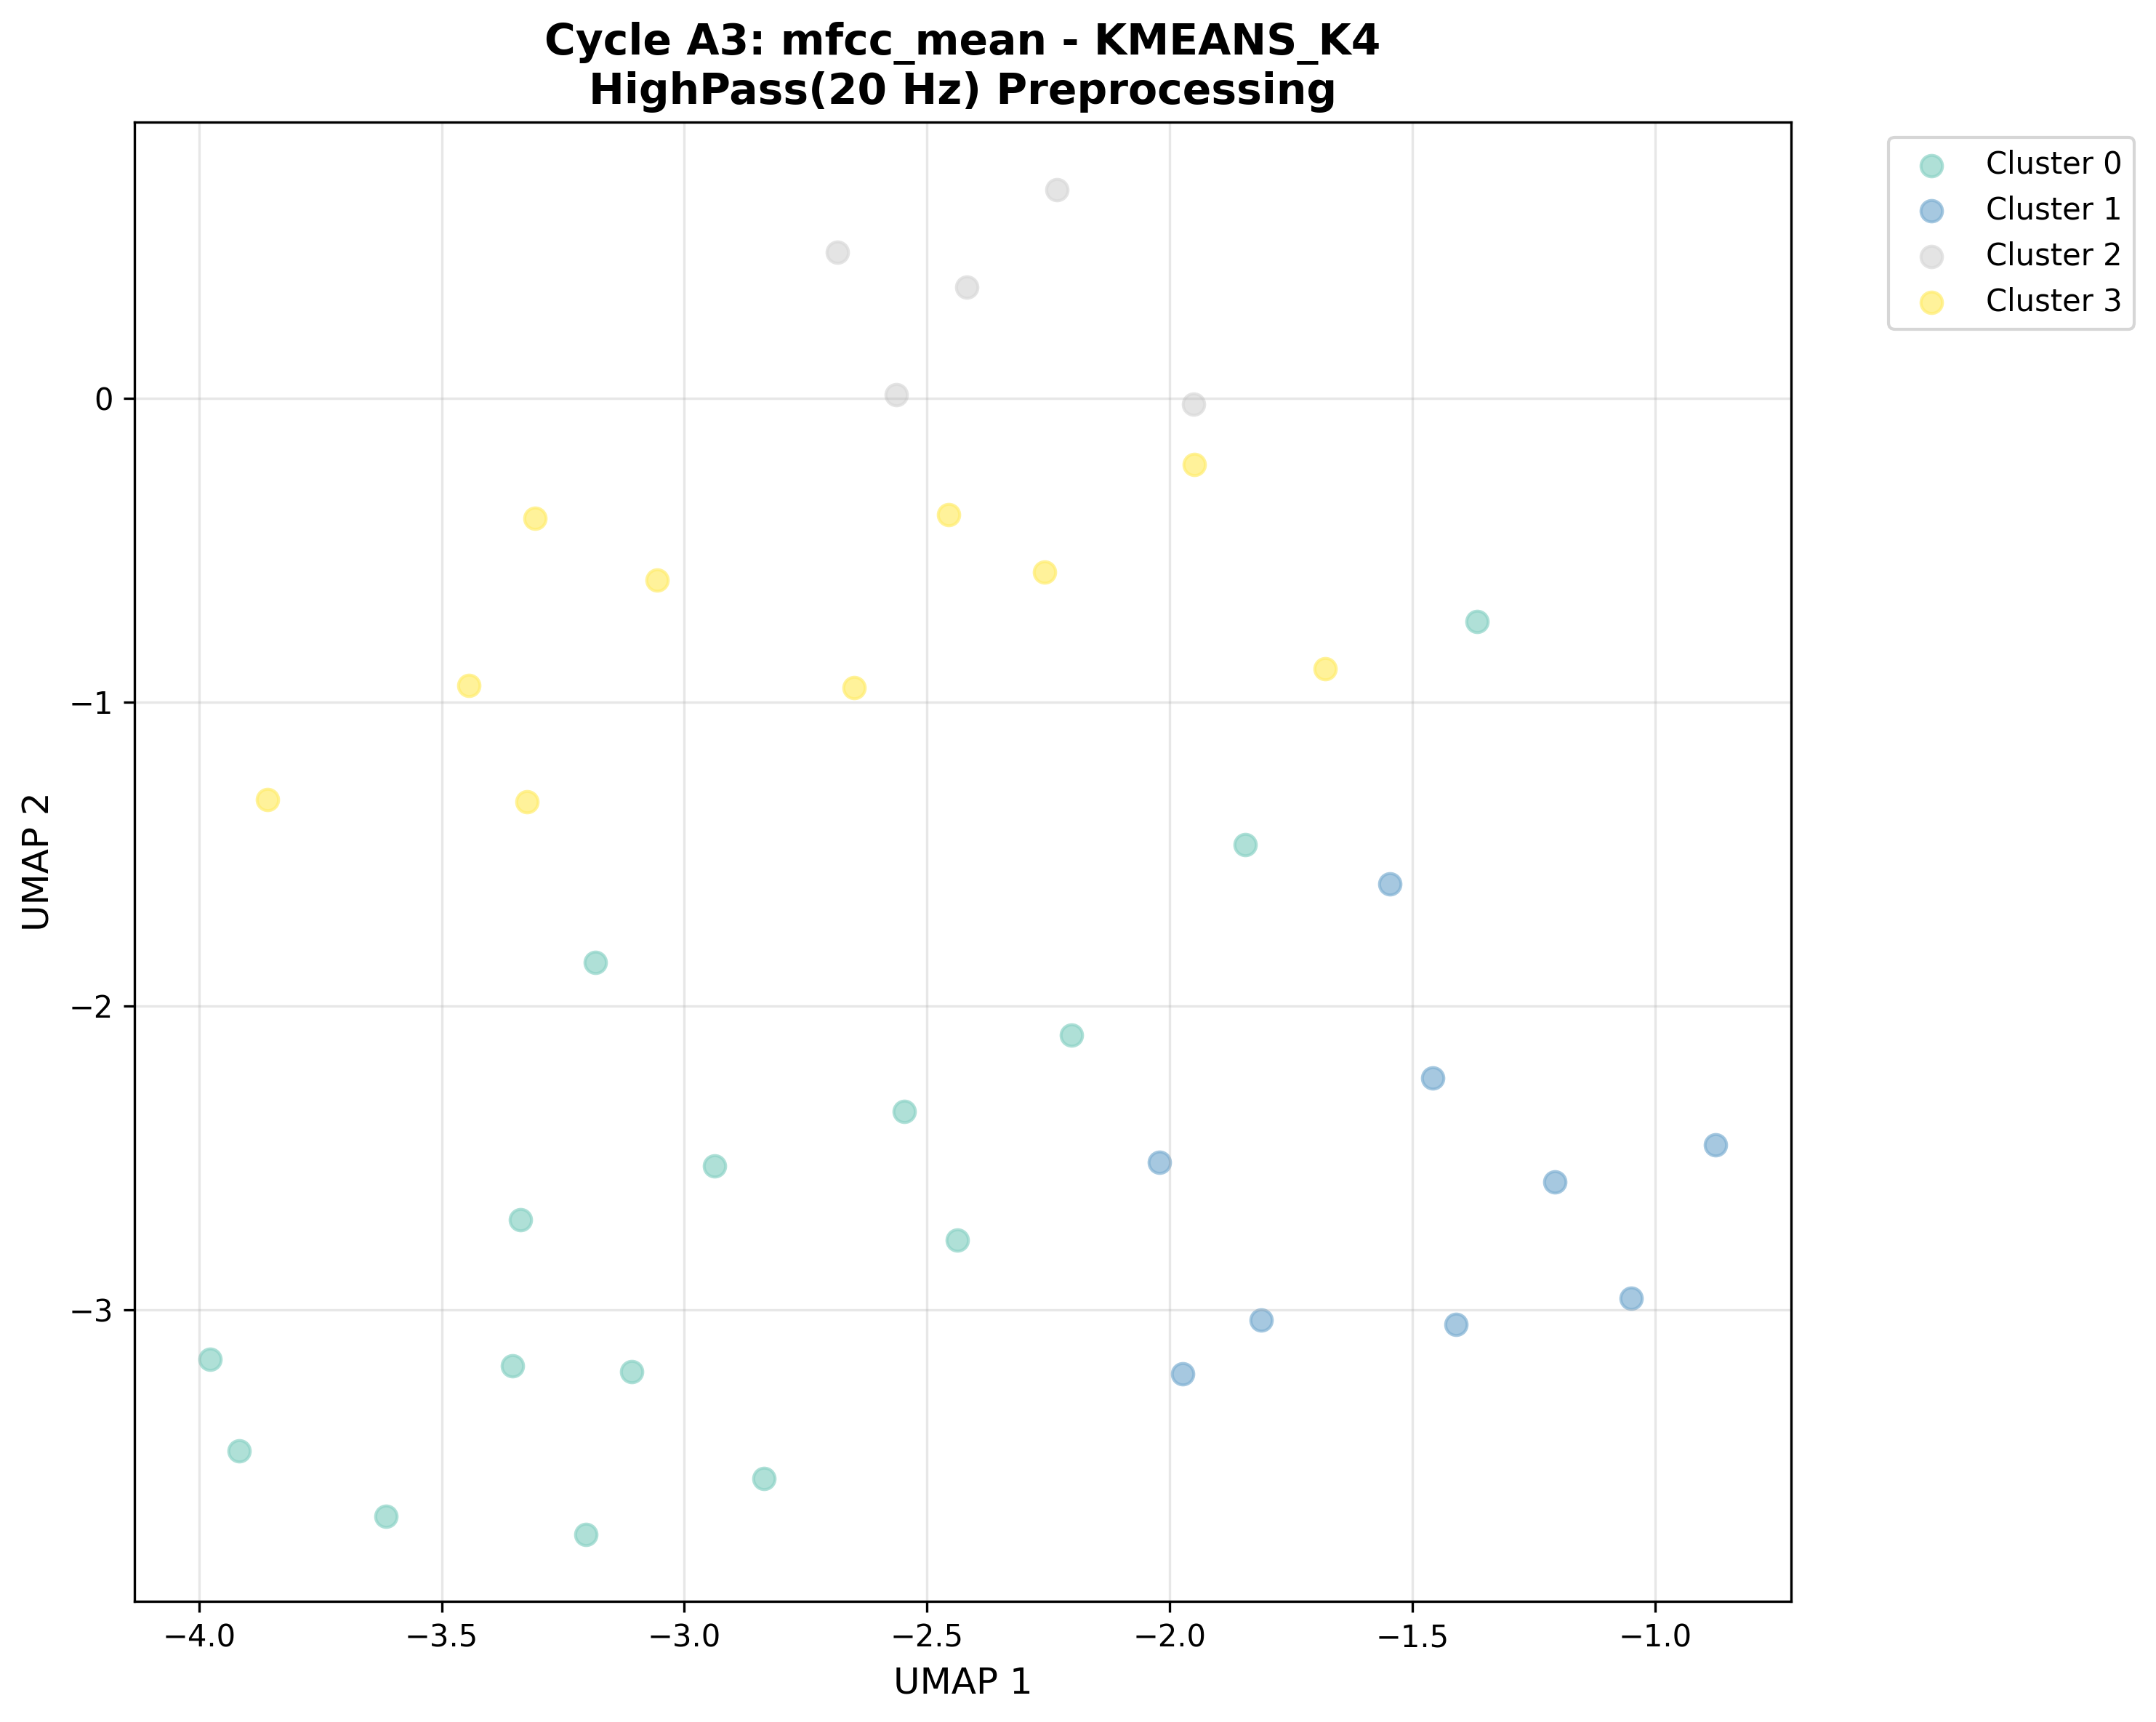 Cycle A3: mfcc_mean - KMEANS_K4
HighPass(20 Hz) Preprocessing
Cluster 0
Cluster 1
Cluster 2
Cluster 3
0
−1
−2
−3
UMAP 2
−4.0 −3.5 −3.0 −2.5 −2.0 −1.5 −1.0
UMAP 1